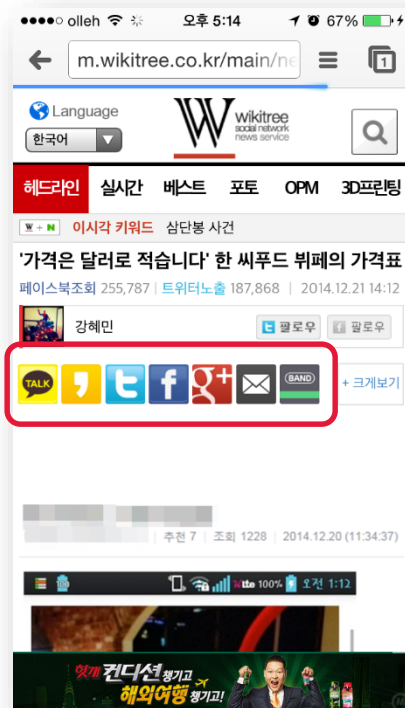 olleh 오후 5:14 67%
m.wikitree.co.kr/main/ne 1
Language
한국어
W wikitree
social network
news service
헤드라인 실시간 베스트 포토 OPM 3D프린팅
W + N 이시각 키워드 삼단봉 사건
'가격은 달러로 적습니다' 한 씨푸드 뷔페의 가격표
페이스북조회 255,787 | 트위터노출 187,868 | 2014.12.21 14:12
강혜민 팔로우 팔로우
TALK f g+ BAND + 크게보기
추천 7 | 조회 1228 | 2014.12.20 (11:34:37)
lte 100% 오전 1:12
헛개 컨디션 챙기고
해외여행 챙기고!